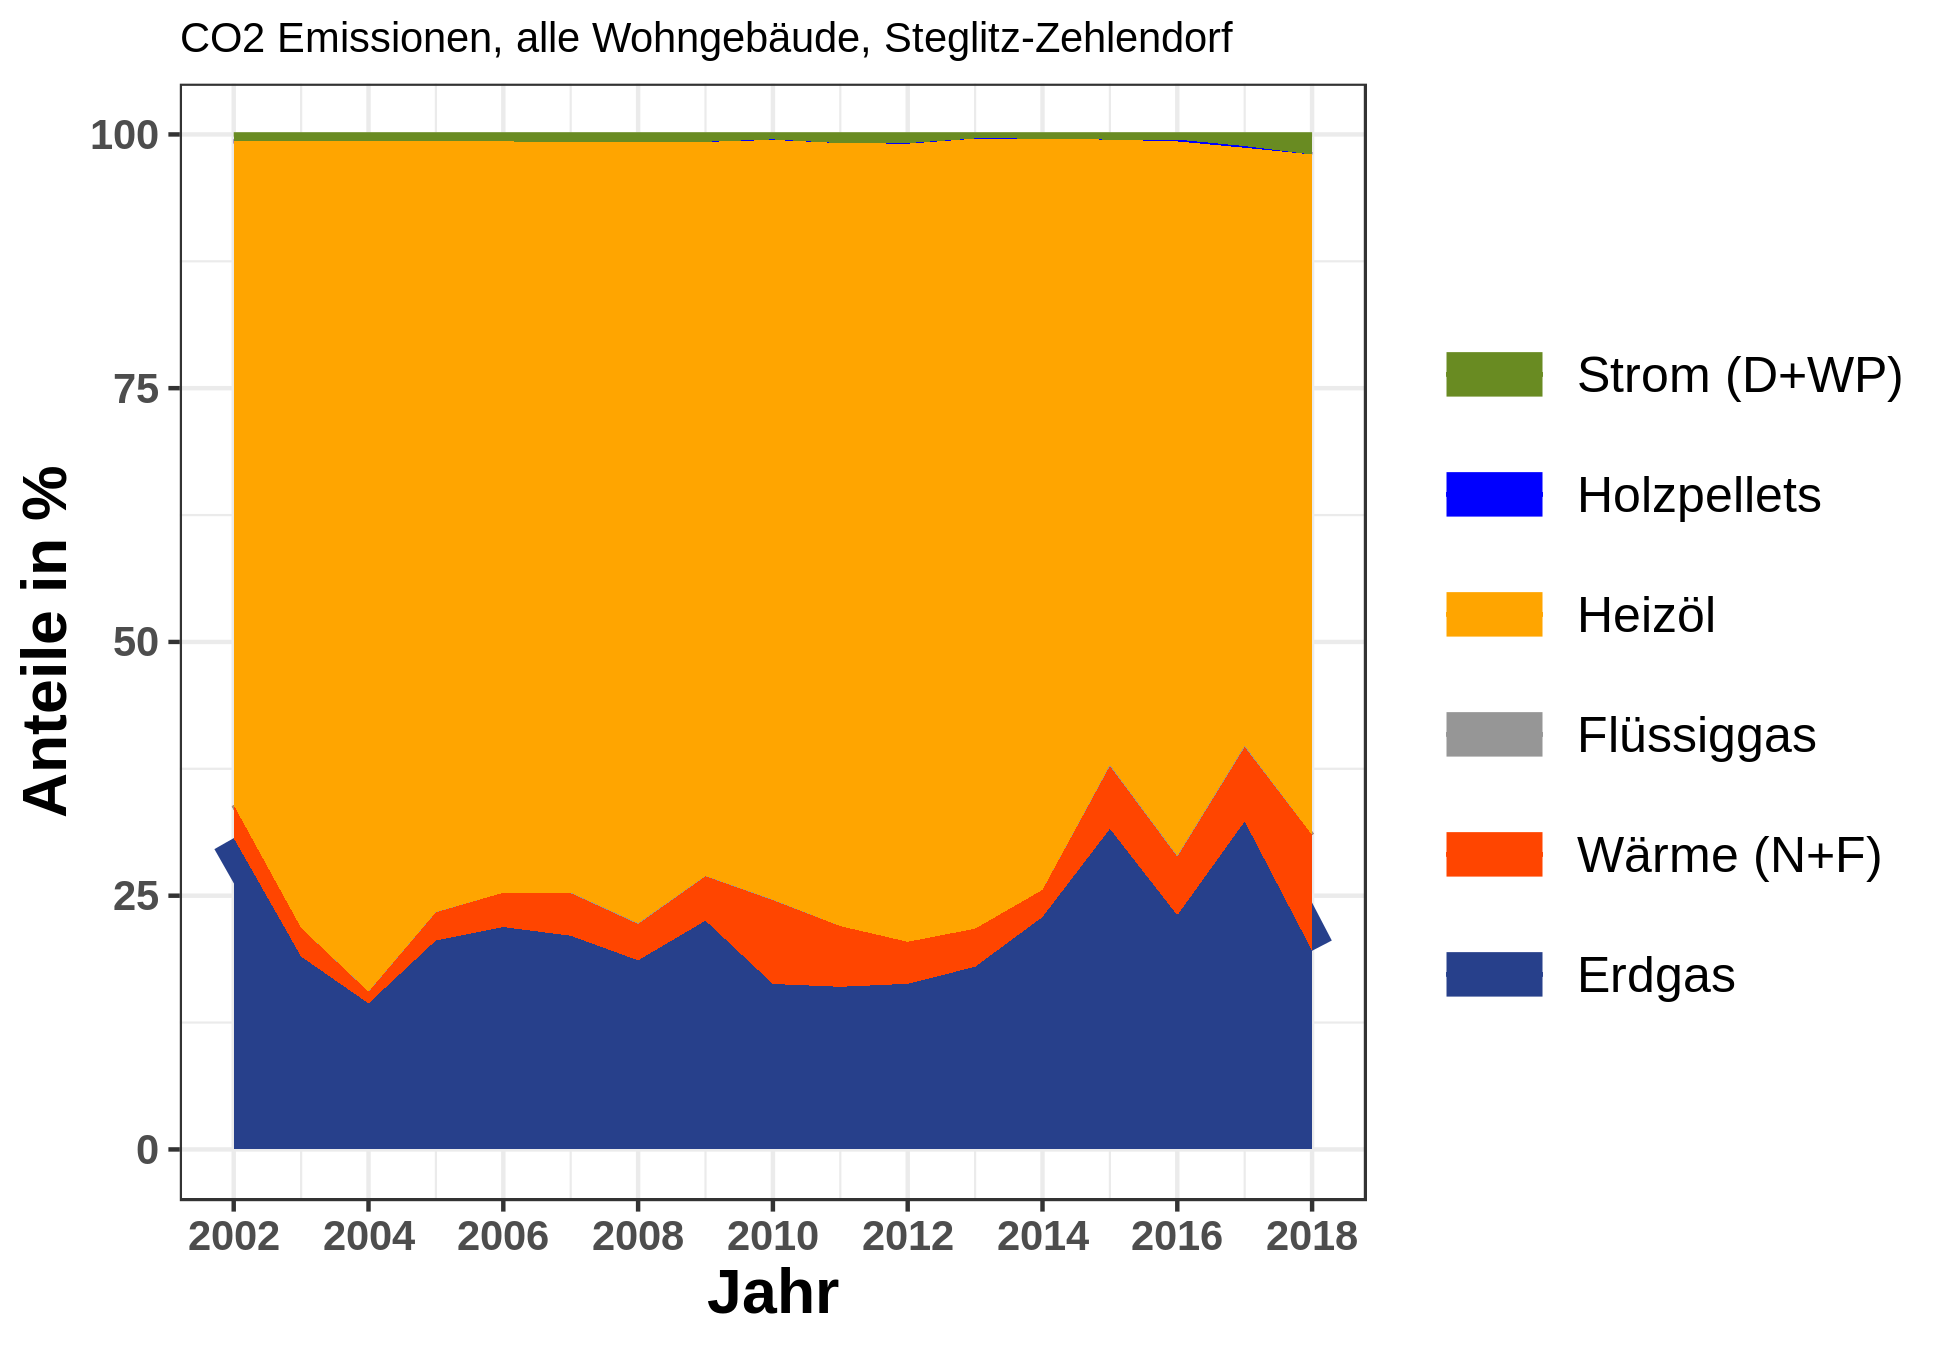 CO2 Emissionen, alle Wohngebäude, Steglitz-Zehlendorf
Anteile in %
100
75
50
25
0
2002 2004 2006 2008 2010 2012 2014 2016 2018
Jahr
Strom (D+WP)
Holzpellets
Heizöl
Flüssiggas
Wärme (N+F)
Erdgas